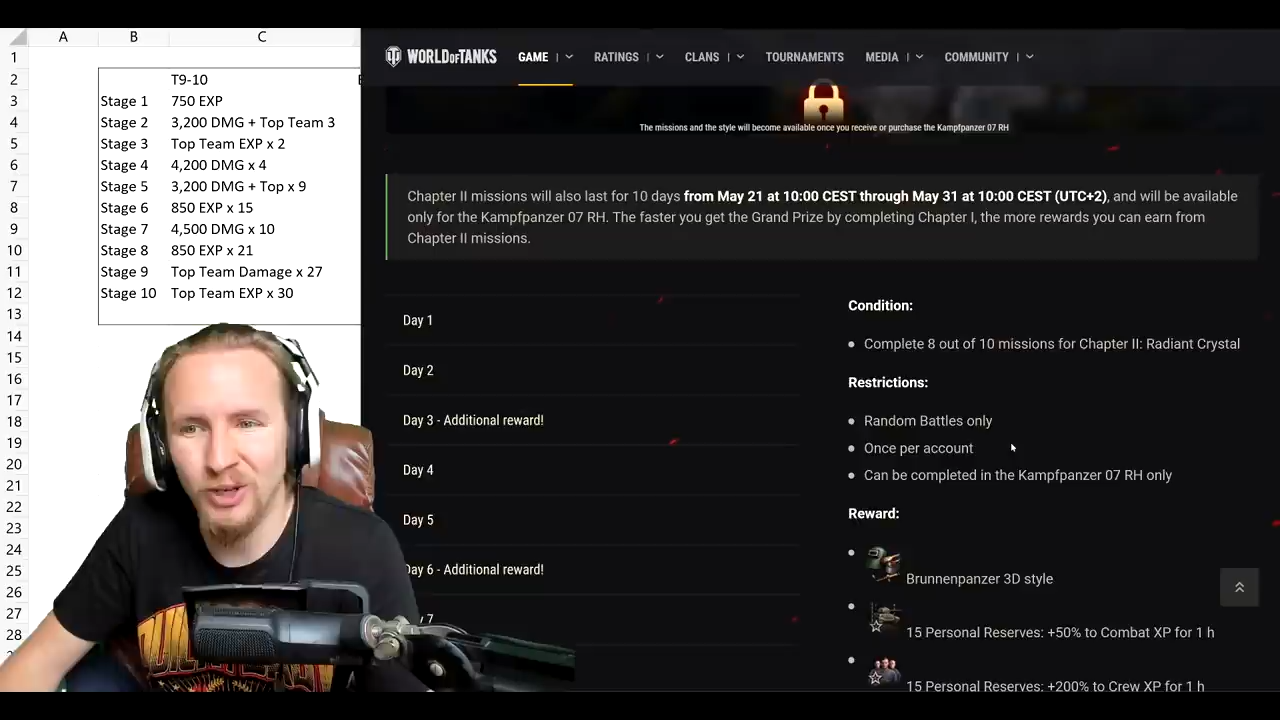 A B C
1
2 T9-10
3 Stage 1 750 EXP
4 Stage 2 3,200 DMG + Top Team 3
5 Stage 3 Top Team EXP x 2
6 Stage 4 4,200 DMG x 4
7 Stage 5 3,200 DMG + Top x 9
8 Stage 6 850 EXP x 15
9 Stage 7 4,500 DMG x 10
10 Stage 8 850 EXP x 21
11 Stage 9 Top Team Damage x 27
12 Stage 10 Top Team EXP x 30
13
14
15
16
17
18
19
20
21
22
23
24
25
26
27
28
WORLD OF TANKS GAME RATINGS CLANS TOURNAMENTS MEDIA COMMUNITY
The missions and the style will become available once you receive or purchase the Kampfpanzer 07 RH
Chapter II missions will also last for 10 days from May 21 at 10:00 CEST through May 31 at 10:00 CEST (UTC+2), and will be available
only for the Kampfpanzer 07 RH. The faster you get the Grand Prize by completing Chapter I, the more rewards you can earn from
Chapter II missions.
Day 1
Day 2
Day 3 - Additional reward!
Day 4
Day 5
Day 6 - Additional reward!
7
Condition:
Complete 8 out of 10 missions for Chapter II: Radiant Crystal
Restrictions:
Random Battles only
Once per account
Can be completed in the Kampfpanzer 07 RH only
Reward:
Brunnenpanzer 3D style
15 Personal Reserves: +50% to Combat XP for 1 h
15 Personal Reserves: +200% to Crew XP for 1 h